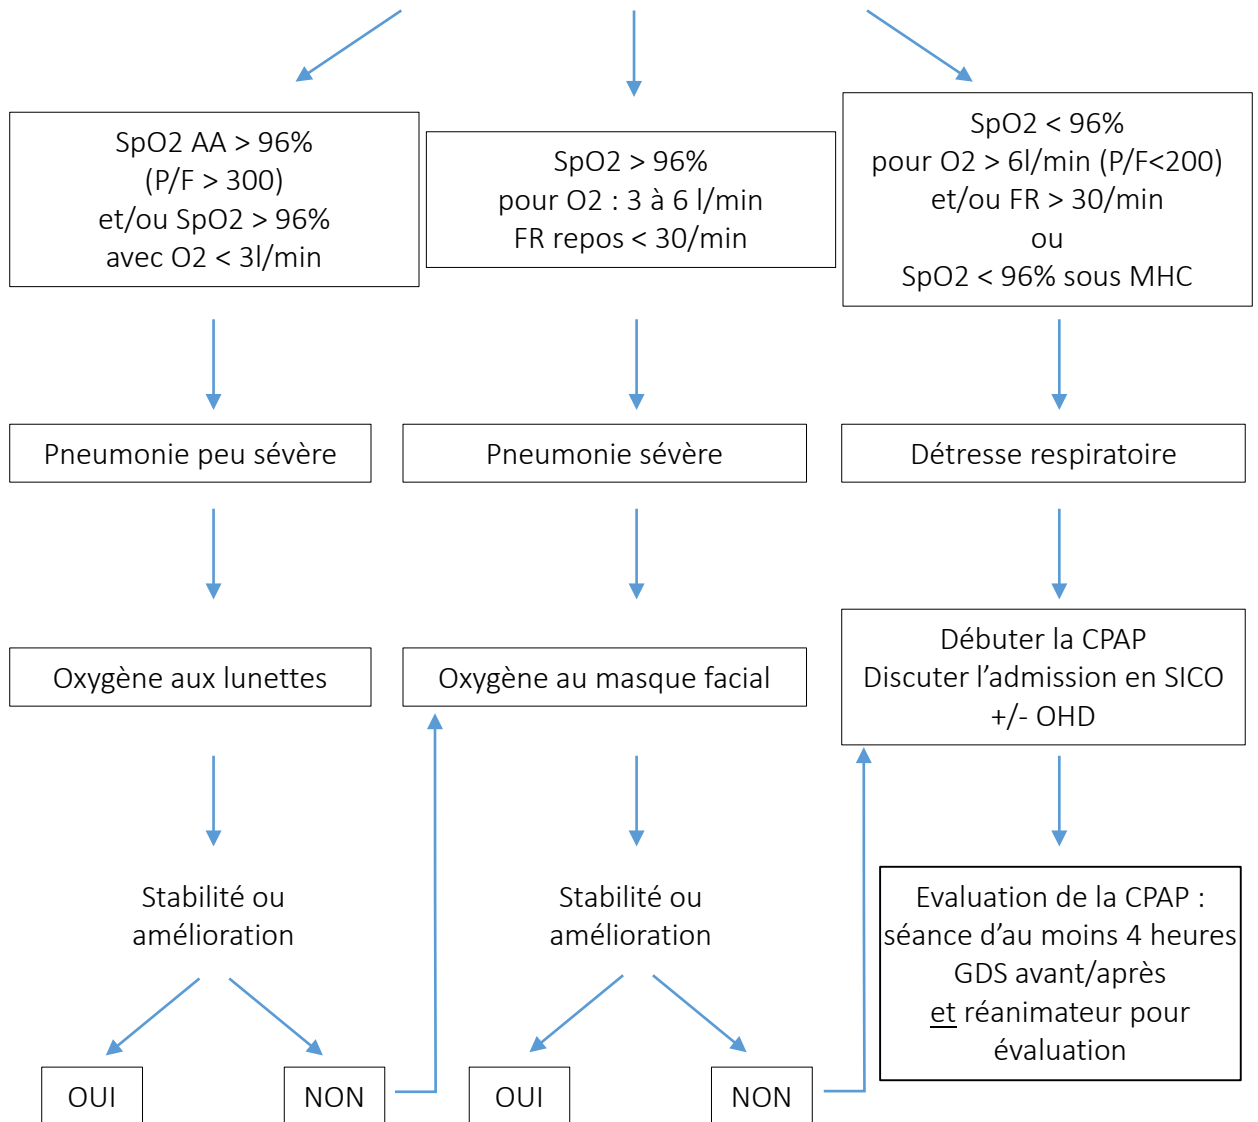 SpO2 AA > 96%
(P/F > 300)
et/ou SpO2 > 96%
avec O2 < 3l/min
SpO2 > 96%
pour O2 : 3 à 6 l/min
FR repos < 30/min
SpO2 < 96%
pour O2 > 6l/min (P/F<200)
et/ou FR > 30/min
ou
SpO2 < 96% sous MHC
Pneumonie peu sévère
Pneumonie sévère
Détresse respiratoire
Oxygène aux lunettes
Oxygène au masque facial
Débuter la CPAP
Discuter l’admission en SICO
+/- OHD
Stabilité ou
amélioration
Stabilité ou
amélioration
Evaluation de la CPAP :
séance d’au moins 4 heures
GDS avant/après
et réanimateur pour
évaluation
OUI
NON
OUI
NON